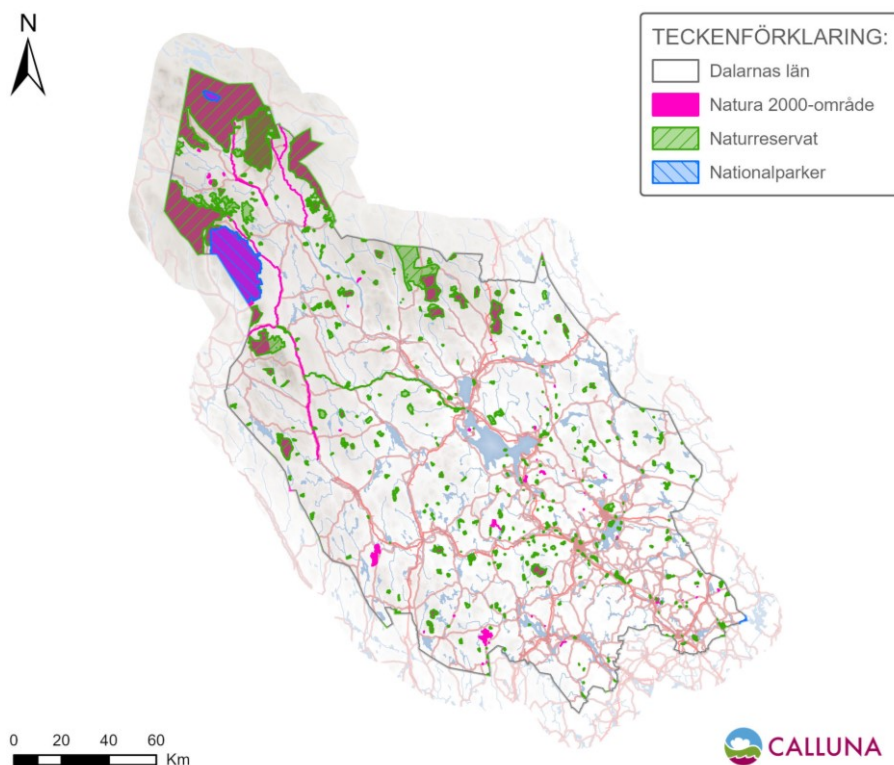 N
TECKENFÖRKLARING:
Dalarnas län
Natura 2000-område
Naturreservat
Nationalparker
0 20 40 60
Km
CALLUNA